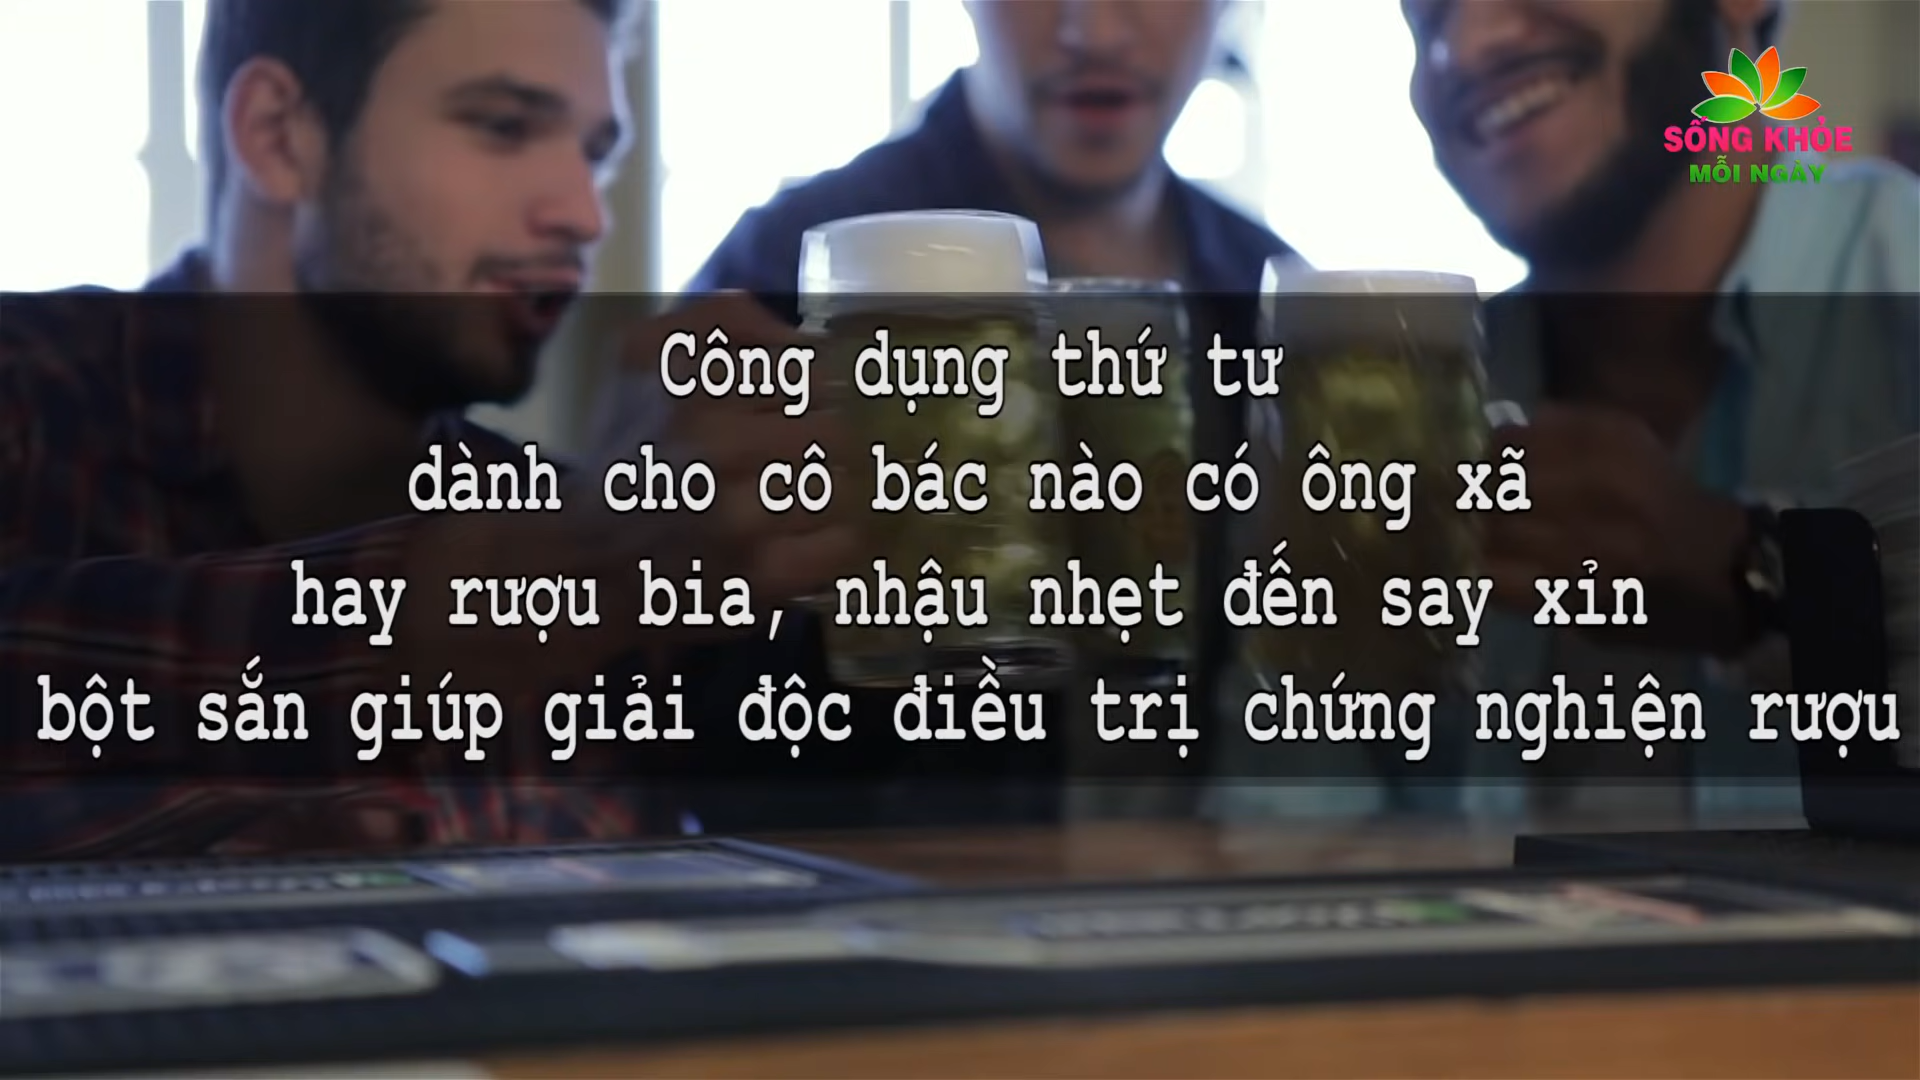 SỐNG KHỎE
MỖI NGÀY
Công dụng thứ tư
dành cho cô bác nào có ông xã
hay rượu bia, nhậu nhẹt đến say xỉn
bột sắn giúp giải độc điều trị chứng nghiện rượu